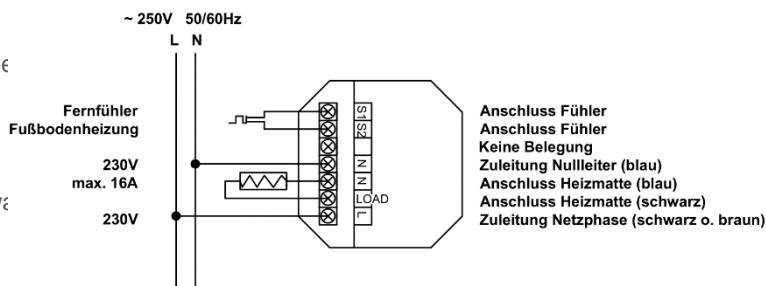 ~ 250V 50/60Hz
L N
Fernfühler
Fußbodenheizung
230V
max. 16A
230V
S1
S2
N
N
LOAD
L
Anschluss Fühler
Anschluss Fühler
Keine Belegung
Zuleitung Nullleiter (blau)
Anschluss Heizmatte (blau)
Anschluss Heizmatte (schwarz)
Zuleitung Netzphase (schwarz o. braun)